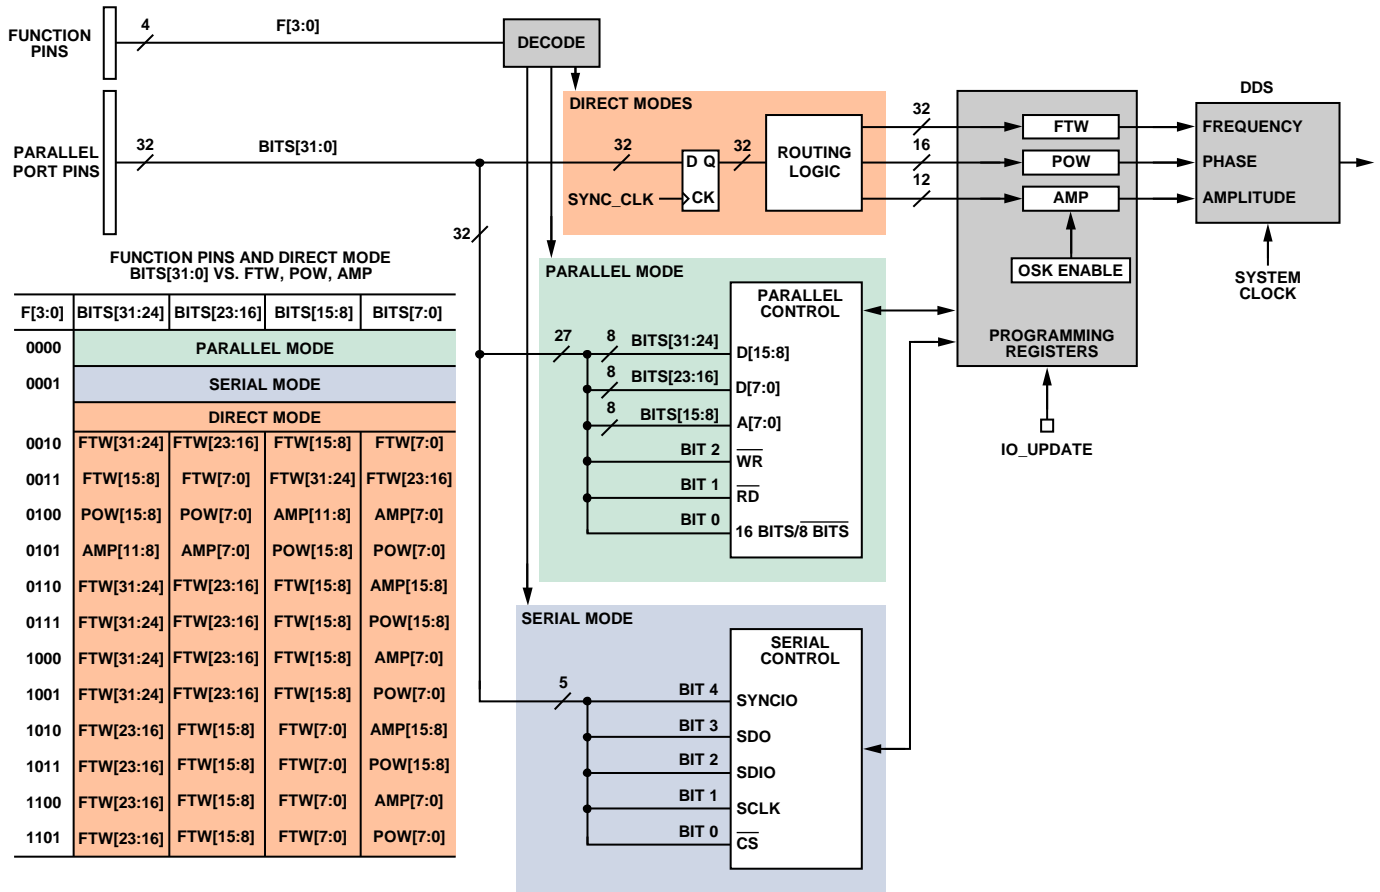 FUNCTION
PINS
4
F[3:0]
DECODE
PARALLEL
PORT PINS
32
BITS[31:0]
32
DIRECT MODES
32
D Q
CK
SYNC_CLK
32
ROUTING
LOGIC
32
16
12
FTW
POW
AMP
OSK ENABLE
PROGRAMMING
REGISTERS
IO_UPDATE
DDS
FREQUENCY
PHASE
AMPLITUDE
SYSTEM
CLOCK
PARALLEL MODE
27
PARALLEL
CONTROL
8 BITS[31:24] D[15:8]
8 BITS[23:16] D[7:0]
8 BITS[15:8] A[7:0]
BIT 2 WR
BIT 1 RD
BIT 0 16 BITS/8 BITS
SERIAL MODE
5
SERIAL
CONTROL
BIT 4 SYNCIO
BIT 3 SDO
BIT 2 SDIO
BIT 1 SCLK
BIT 0 CS
FUNCTION PINS AND DIRECT MODE
BITS[31:0] VS. FTW, POW, AMP
F[3:0] BITS[31:24] BITS[23:16] BITS[15:8] BITS[7:0]
0000 PARALLEL MODE
0001 SERIAL MODE
DIRECT MODE
0010 FTW[31:24] FTW[23:16] FTW[15:8] FTW[7:0]
0011 FTW[15:8] FTW[7:0] FTW[31:24] FTW[23:16]
0100 POW[15:8] POW[7:0] AMP[11:8] AMP[7:0]
0101 AMP[11:8] AMP[7:0] POW[15:8] POW[7:0]
0110 FTW[31:24] FTW[23:16] FTW[15:8] AMP[15:8]
0111 FTW[31:24] FTW[23:16] FTW[15:8] POW[15:8]
1000 FTW[31:24] FTW[23:16] FTW[15:8] AMP[7:0]
1001 FTW[31:24] FTW[23:16] FTW[15:8] POW[7:0]
1010 FTW[23:16] FTW[15:8] FTW[7:0] AMP[15:8]
1011 FTW[23:16] FTW[15:8] FTW[7:0] POW[15:8]
1100 FTW[23:16] FTW[15:8] FTW[7:0] AMP[7:0]
1101 FTW[23:16] FTW[15:8] FTW[7:0] POW[7:0]